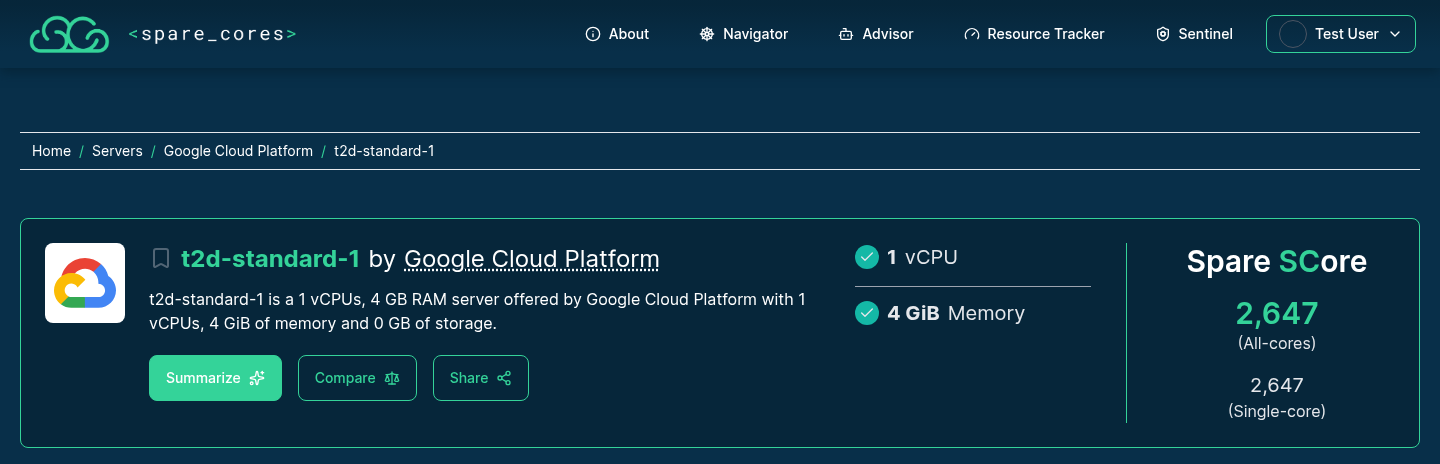 <spare_cores>
About
Navigator
Advisor
Resource Tracker
Sentinel
Test User
Home / Servers / Google Cloud Platform / t2d-standard-1
t2d-standard-1 by Google Cloud Platform
t2d-standard-1 is a 1 vCPUs, 4 GB RAM server offered by Google Cloud Platform with 1
vCPUs, 4 GiB of memory and 0 GB of storage.
Summarize
Compare
Share
1 vCPU
4 GiB Memory
Spare SCore
2,647
(All-cores)
2,647
(Single-core)